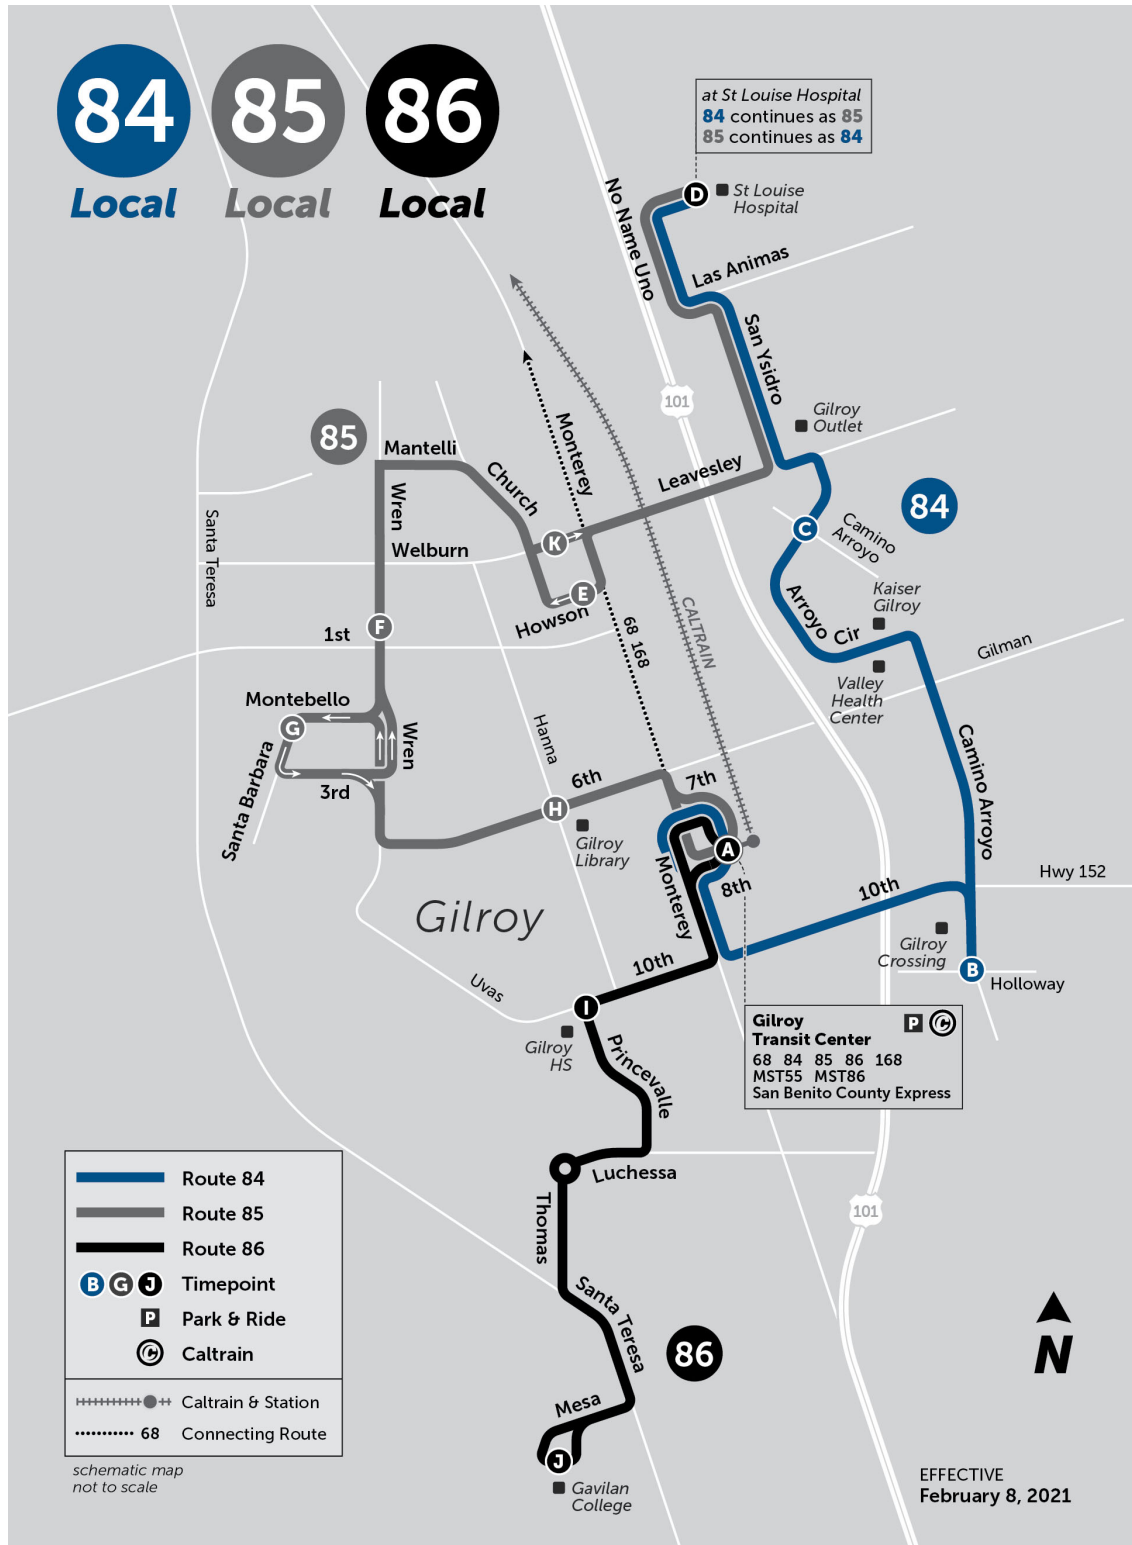 84
85
86
Local
Local
Local
at St Louise Hospital
84 continues as 85
85 continues as 84
D
St Louise
Hospital
No Name Uno
Las Animas
San Ysidro
101
Gilroy
Outlet
85
Mantelli
Church
Monterey
Leavesley
Wren
84
C
Camino
Arroyo
Santa Teresa
Welburn
K
E
Howson
CALTRAIN
Kaiser
Gilroy
Arroyo Cir
1st
F
68 168
Gilman
Valley
Health
Center
Montebello
G
Wren
Hanna
Santa Barbara
3rd
6th
7th
Camino Arroyo
H
Gilroy
Library
A
Monterey
8th
10th
Hwy 152
Gilroy
Gilroy
Crossing
B
Holloway
10th
Uvas
I
Gilroy
HS
Princevalle
Gilroy
Transit Center
P
C
68 84 85 86 168
MST55 MST86
San Benito County Express
Luchessa
Thomas
101
Santa Teresa
86
Mesa
J
Gavilan
College
Route 84
Route 85
Route 86
B G J Timepoint
P Park & Ride
C Caltrain
Caltrain & Station
68 Connecting Route
schematic map
not to scale
N
EFFECTIVE
February 8, 2021